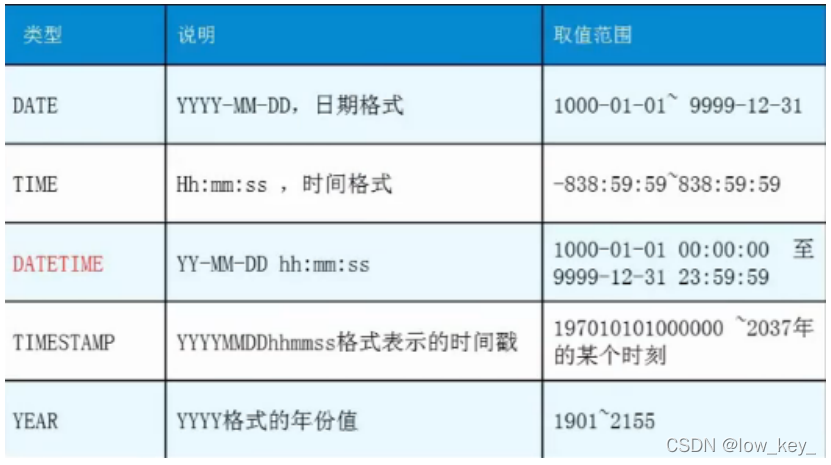 类型 说明 取值范围
DATE YYYY-MM-DD，日期格式 1000-01-01~ 9999-12-31
TIME Hh:mm:ss ，时间格式 -838:59:59~838:59:59
DATETIME YY-MM-DD hh:mm:ss 1000-01-01 00:00:00 至
9999-12-31 23:59:59
TIMESTAMP YYYYMMDDhhmmss格式表示的时间戳 197010101000000 ~2037年
的某个时刻
YEAR YYYY格式的年份值 1901~2155
CSDN @low_key_